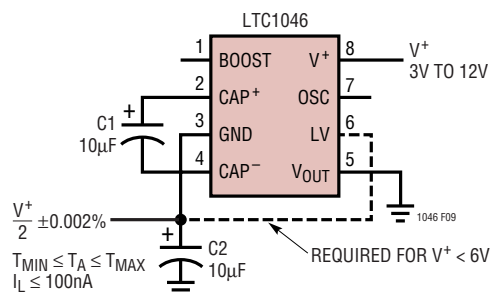 LTC1046
1 BOOST V+ 8
V+
3V TO 12V
2 CAP+ OSC 7
+
C1
10µF
3 GND LV 6
4 CAP− VOUT 5
1046 F09
V+/2 ±0.002%
+
C2
10µF
REQUIRED FOR V+ < 6V
TMIN ≤ TA ≤ TMAX
IL ≤ 100nA